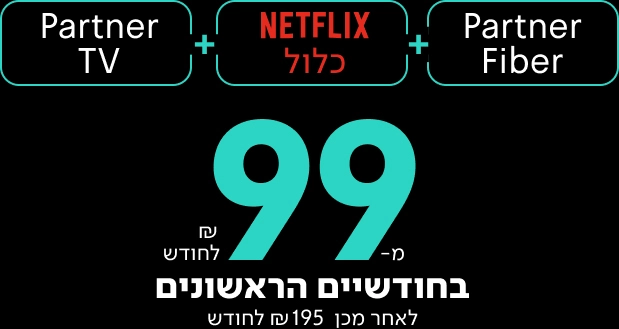 Partner TV + NETFLIX כלול + Partner Fiber
מ- 99 ₪ לחודש
בחודשיים הראשונים
לאחר מכן 195 ₪ לחודש